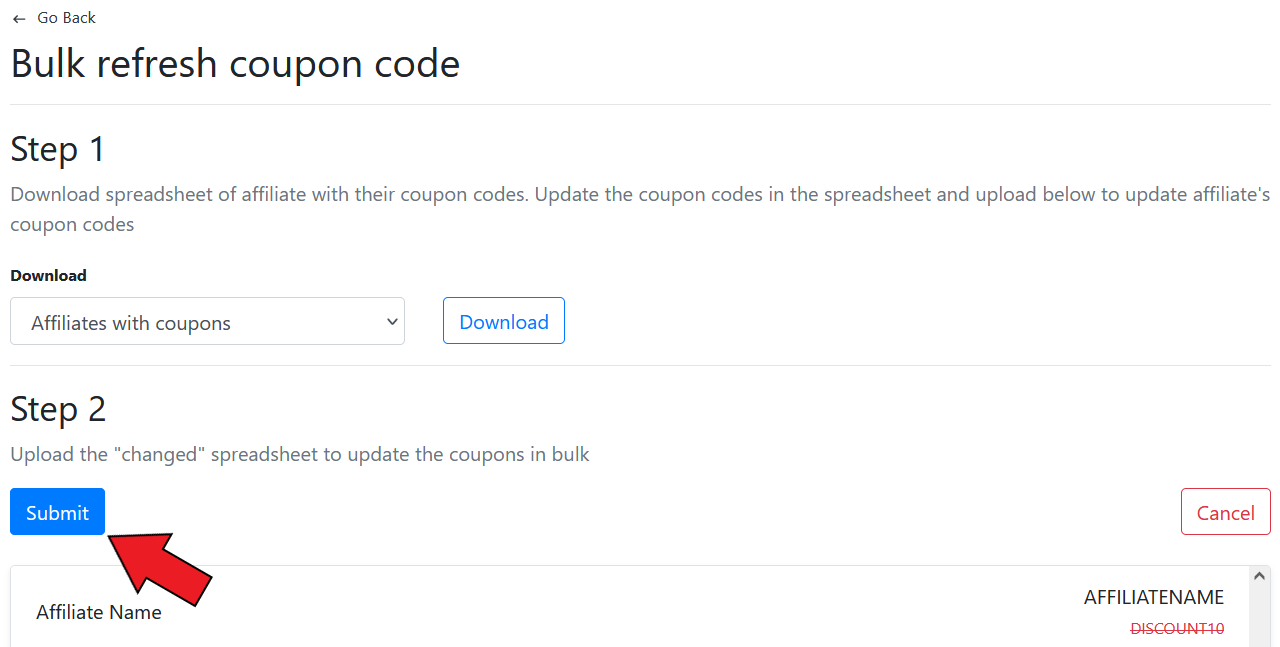 ← Go Back
Bulk refresh coupon code
Step 1
Download spreadsheet of affiliate with their coupon codes. Update the coupon codes in the spreadsheet and upload below to update affiliate's
coupon codes
Download
Affiliates with coupons
Download
Step 2
Upload the "changed" spreadsheet to update the coupons in bulk
Submit
Cancel
Affiliate Name
AFFILIATENAME
DISCOUNT10